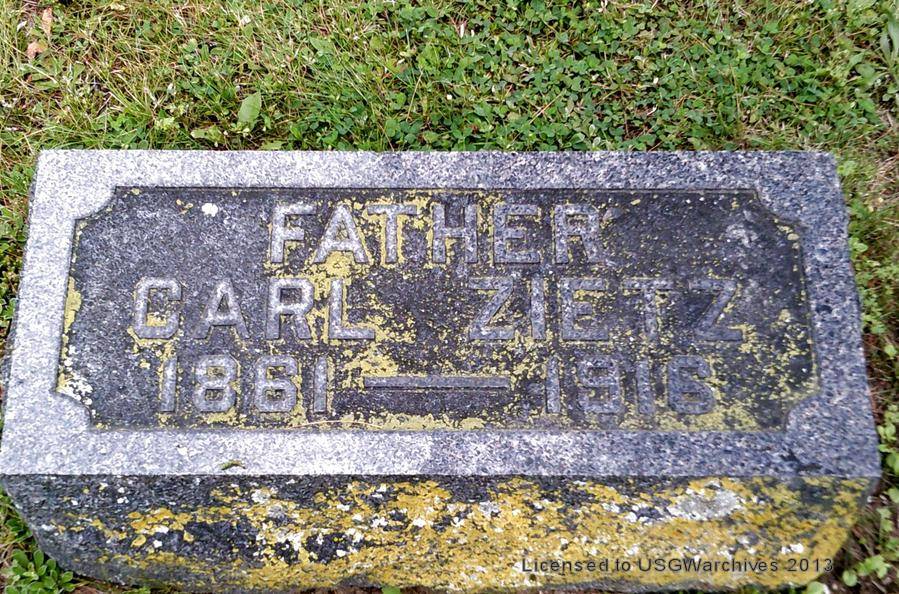 FATHER
CARL ZIETZ
1861 — 1916
Licensed to USGWarchives 2013